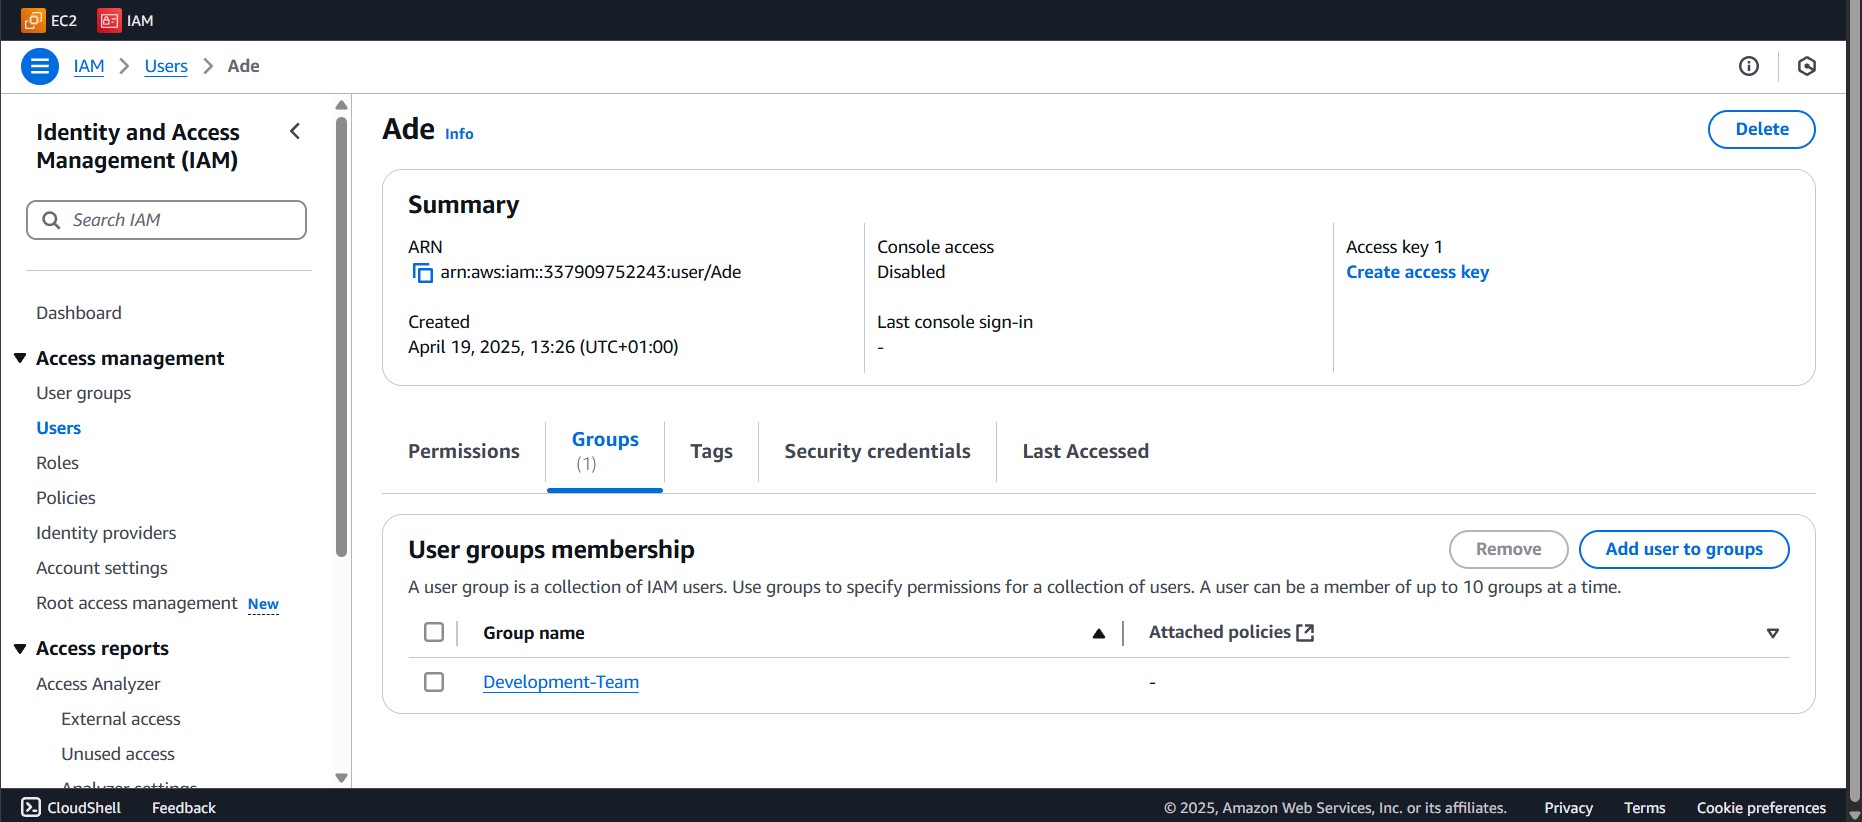 EC2 IAM
IAM > Users > Ade
Identity and Access
Management (IAM)
Search IAM
Dashboard
Access management
User groups
Users
Roles
Policies
Identity providers
Account settings
Root access management New
Access reports
Access Analyzer
External access
Unused access
Analyzer settings
Ade Info
Delete
Summary
ARN
arn:aws:iam::337909752243:user/Ade
Created
April 19, 2025, 13:26 (UTC+01:00)
Console access
Disabled
Last console sign-in
-
Access key 1
Create access key
Permissions
Groups
(1)
Tags
Security credentials
Last Accessed
User groups membership
Remove
Add user to groups
A user group is a collection of IAM users. Use groups to specify permissions for a collection of users. A user can be a member of up to 10 groups at a time.
Group name
Attached policies
Development-Team
-
CloudShell Feedback
© 2025, Amazon Web Services, Inc. or its affiliates. Privacy Terms Cookie preferences